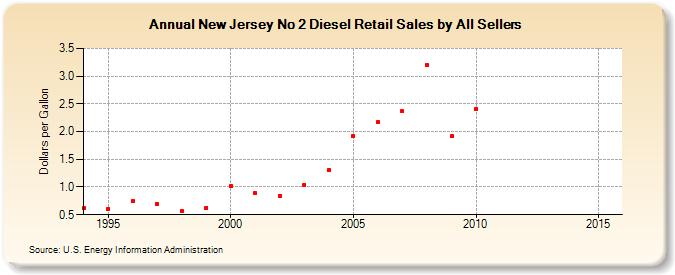 Annual New Jersey No 2 Diesel Retail Sales by All Sellers
Dollars per Gallon
3.5
3.0
2.5
2.0
1.5
1.0
0.5
1995 2000 2005 2010 2015
Source: U.S. Energy Information Administration